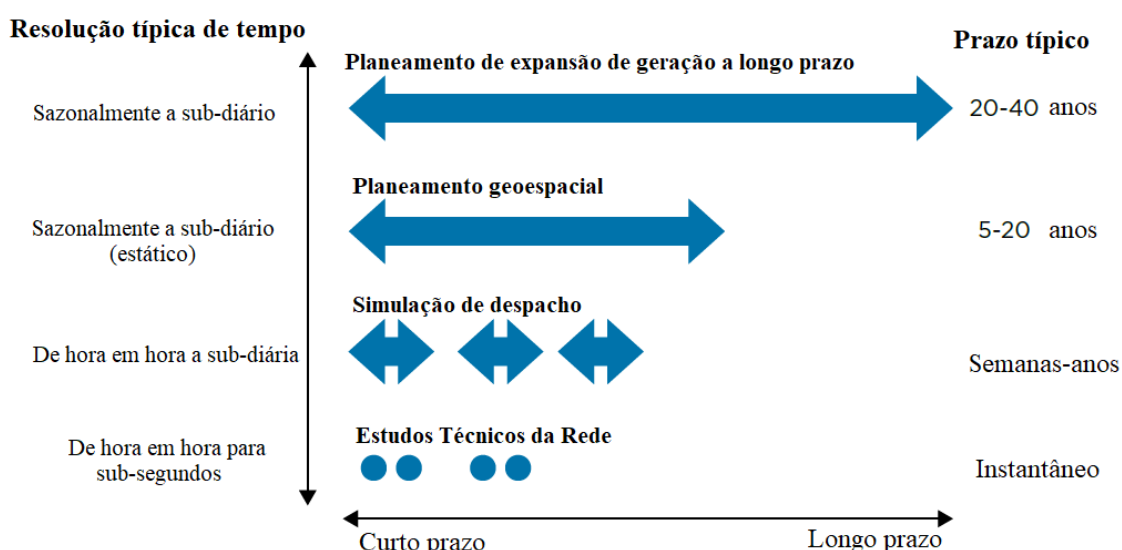 Resolução típica de tempo
Prazo típico
Planeamento de expansão de geração a longo prazo
Sazonalmente a sub-diário
20-40 anos
Planeamento geoespacial
Sazonalmente a sub-diário
(estático)
5-20 anos
Simulação de despacho
De hora em hora a sub-diária
Semanas-anos
Estudos Técnicos da Rede
De hora em hora para
sub-segundos
Instantâneo
Curto prazo
Longo prazo